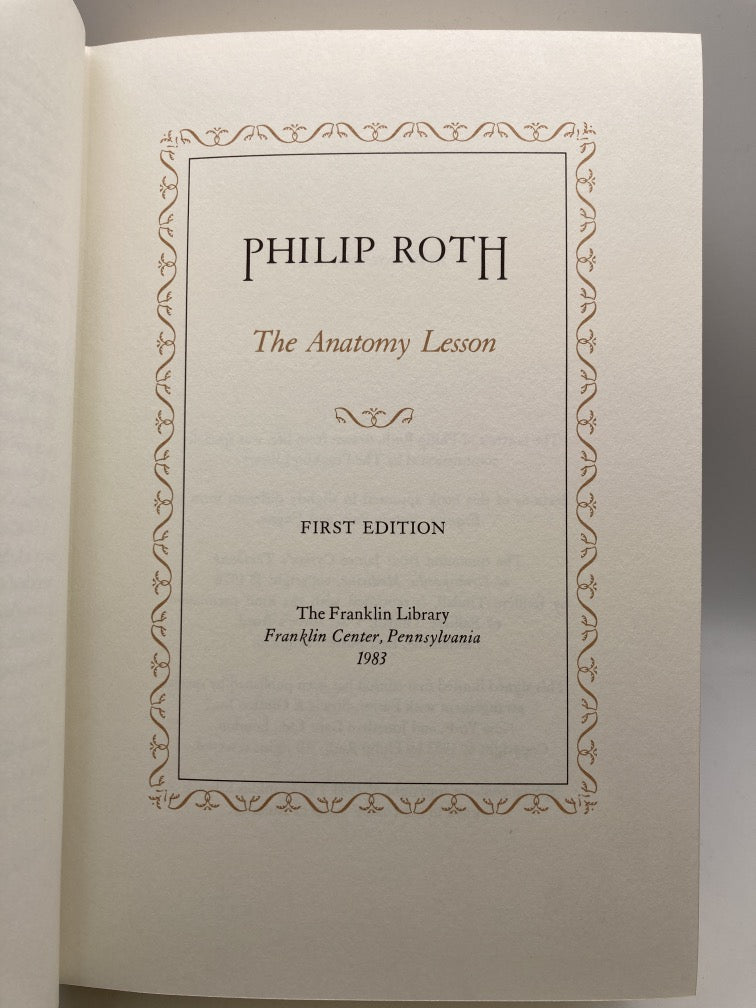 PHILIP ROTH
The Anatomy Lesson
FIRST EDITION
The Franklin Library
Franklin Center, Pennsylvania
1983